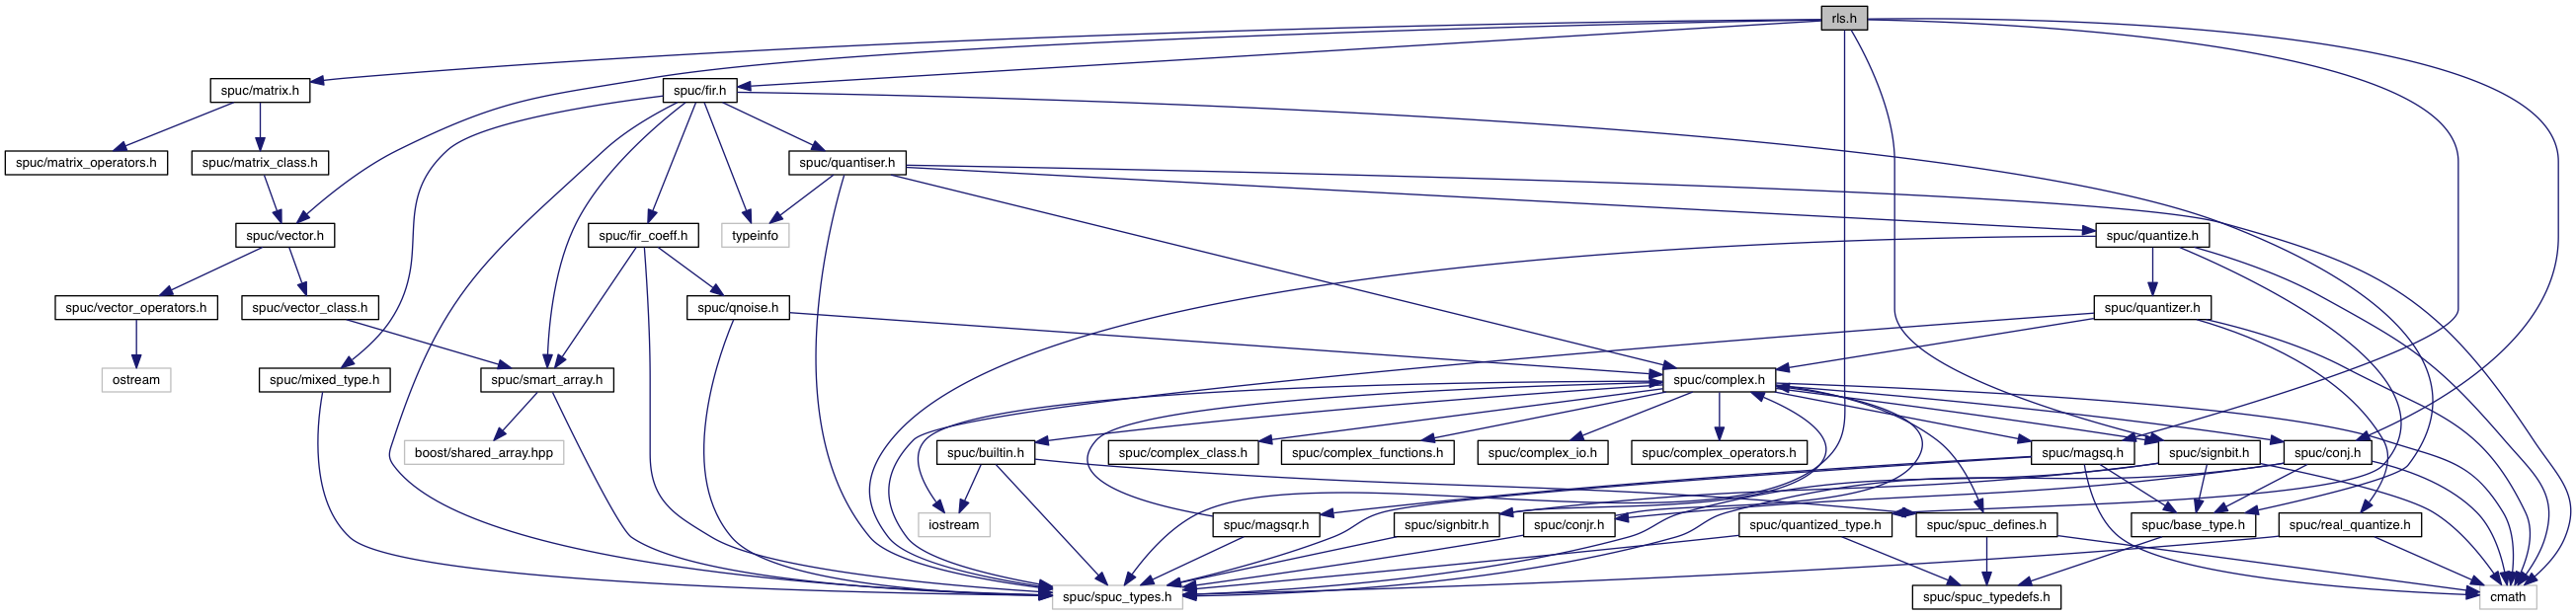 rls.h
spuc/matrix.h
spuc/fir.h
spuc/matrix_operators.h
spuc/matrix_class.h
spuc/quantiser.h
spuc/vector.h
spuc/fir_coeff.h
typeinfo
spuc/quantize.h
spuc/vector_operators.h
spuc/vector_class.h
spuc/qnoise.h
spuc/quantizer.h
ostream
spuc/mixed_type.h
spuc/smart_array.h
spuc/complex.h
boost/shared_array.hpp
spuc/builtin.h
spuc/complex_class.h
spuc/complex_functions.h
spuc/complex_io.h
spuc/complex_operators.h
spuc/magsq.h
spuc/signbit.h
spuc/conj.h
iostream
spuc/magsqr.h
spuc/signbitr.h
spuc/conjr.h
spuc/quantized_type.h
spuc/spuc_defines.h
spuc/base_type.h
spuc/real_quantize.h
spuc/spuc_types.h
spuc/spuc_typedefs.h
cmath